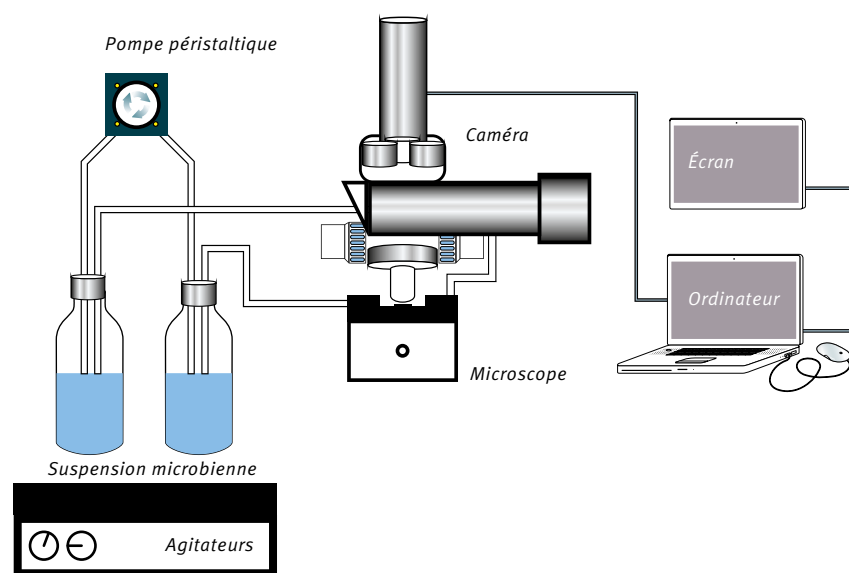 Pompe péristaltique
Caméra
Écran
Ordinateur
Microscope
Suspension microbienne
Agitateurs